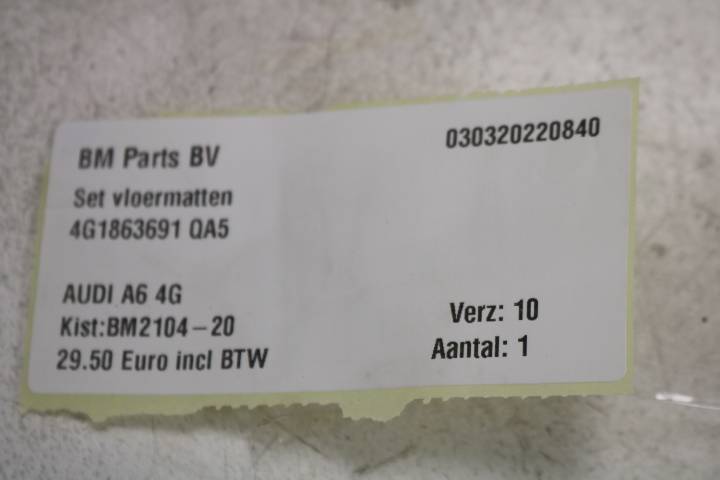 BM Parts BV
030320220840
Set vloermatten
4G1863691 QA5
AUDI A6 4G
Kist:BM2104-20
29.50 Euro incl BTW
Verz: 10
Aantal: 1